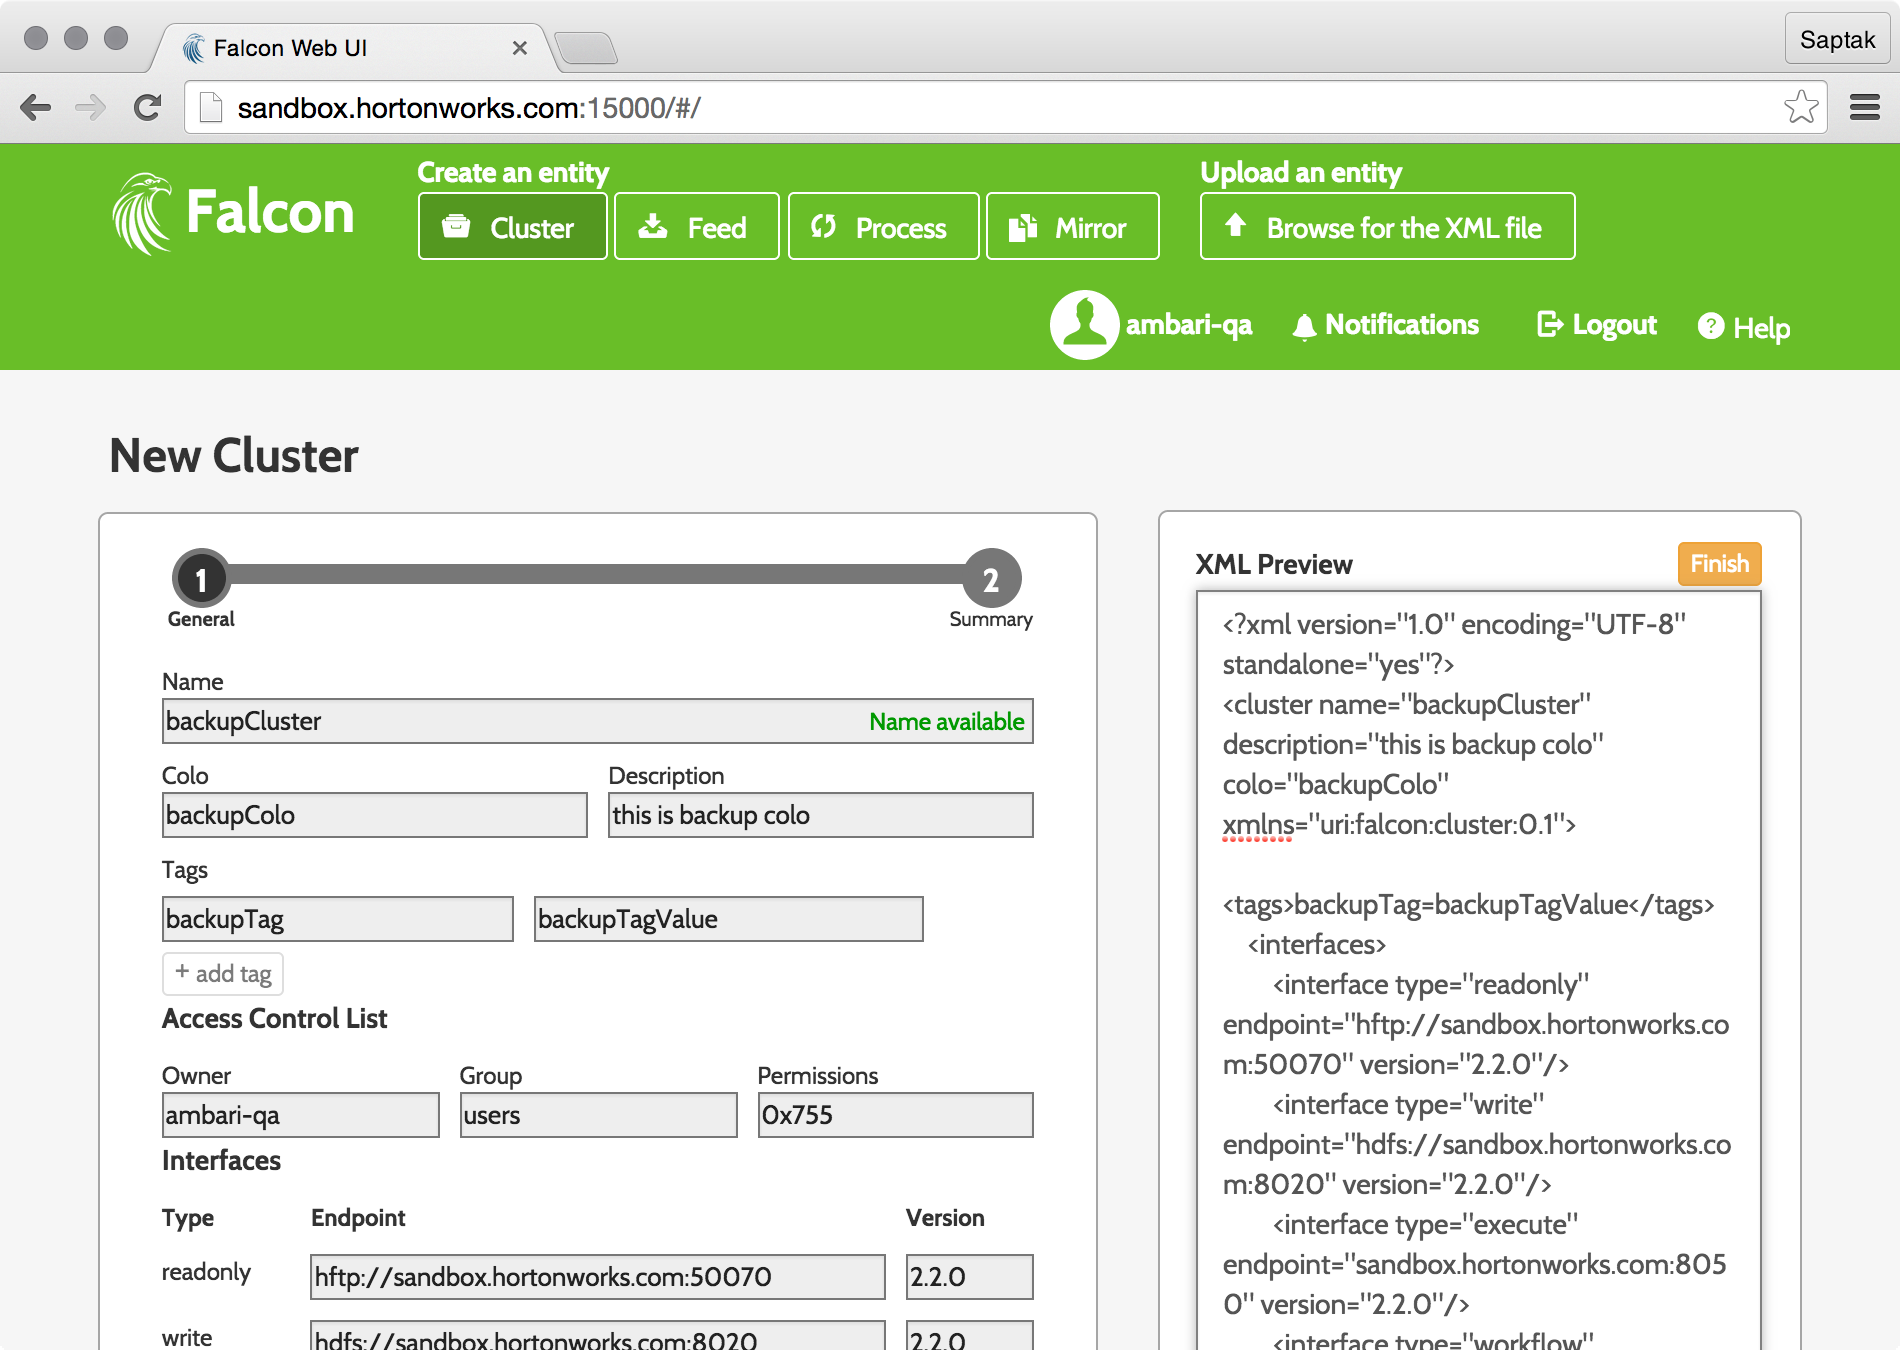 Falcon Web UI
Saptak
sandbox.hortonworks.com:15000/#/
Falcon
Create an entity
Cluster
Feed
Process
Mirror
Upload an entity
Browse for the XML file
ambari-qa
Notifications
Logout
? Help
New Cluster
1
General
2
Summary
Name
backupCluster
Name available
Colo
Description
backupColo
this is backup colo
Tags
backupTag
backupTagValue
+ add tag
Access Control List
Owner
Group
Permissions
ambari-qa
users
0x755
Interfaces
Type
Endpoint
Version
readonly
hftp://sandbox.hortonworks.com:50070
2.2.0
write
hdfs://sandbox.hortonworks.com:8020
2.2.0
XML Preview
Finish
<?xml version="1.0" encoding="UTF-8"
standalone="yes"?>
<cluster name="backupCluster"
description="this is backup colo"
colo="backupColo"
xmlns="uri:falcon:cluster:0.1">
<tags>backupTag=backupTagValue</tags>
<interfaces>
<interface type="readonly"
endpoint="hftp://sandbox.hortonworks.co
m:50070" version="2.2.0"/>
<interface type="write"
endpoint="hdfs://sandbox.hortonworks.co
m:8020" version="2.2.0"/>
<interface type="execute"
endpoint="sandbox.hortonworks.com:805
0" version="2.2.0"/>
<interface type="workflow"